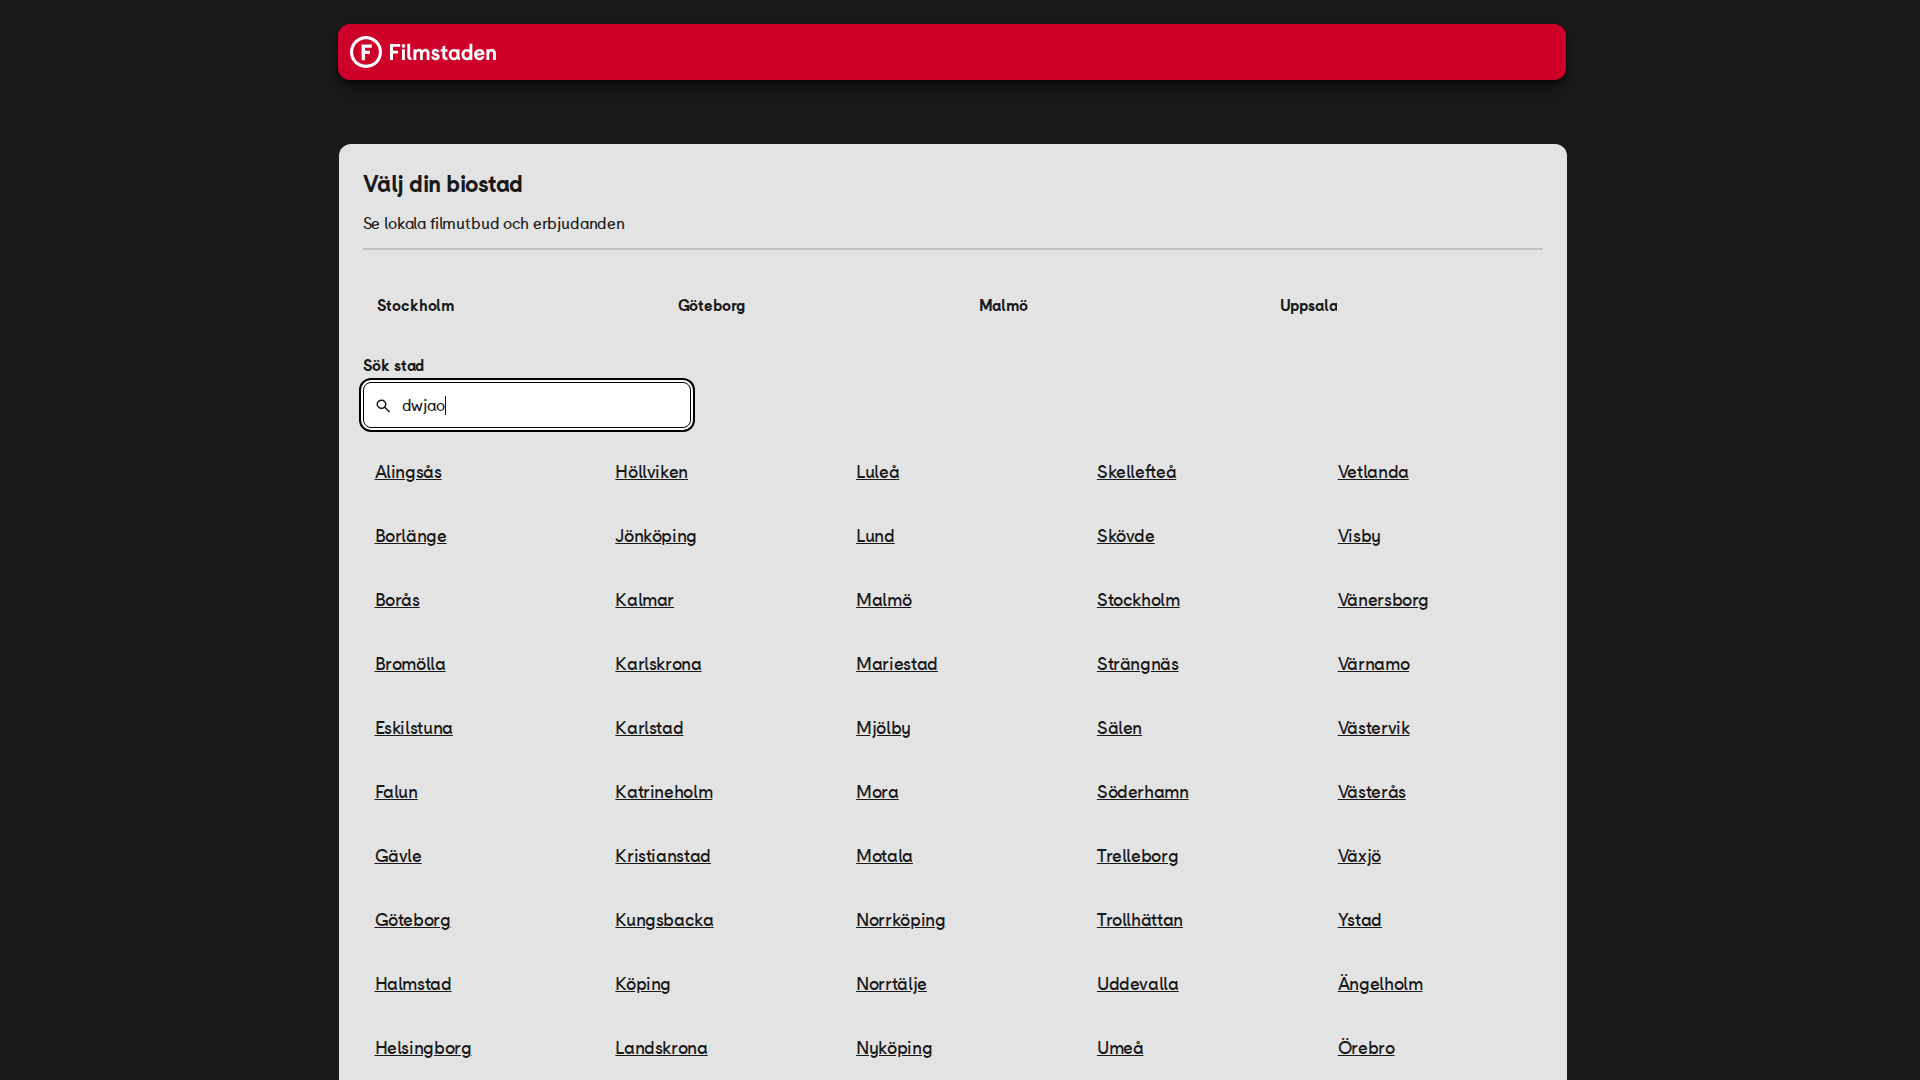 Filmstaden
Välj din biostad
Se lokala filmutbud och erbjudanden
Stockholm Göteborg Malmö Uppsala
Sök stad
dwjao
Alingsås Höllviken Luleå Skellefteå Vetlanda
Borlänge Jönköping Lund Skövde Visby
Borås Kalmar Malmö Stockholm Vänersborg
Bromölla Karlskrona Mariestad Strängnäs Värnamo
Eskilstuna Karlstad Mjölby Sälen Västervik
Falun Katrineholm Mora Söderhamn Västerås
Gävle Kristianstad Motala Trelleborg Växjö
Göteborg Kungsbacka Norrköping Trollhättan Ystad
Halmstad Köping Norrtälje Uddevalla Ängelholm
Helsingborg Landskrona Nyköping Umeå Örebro